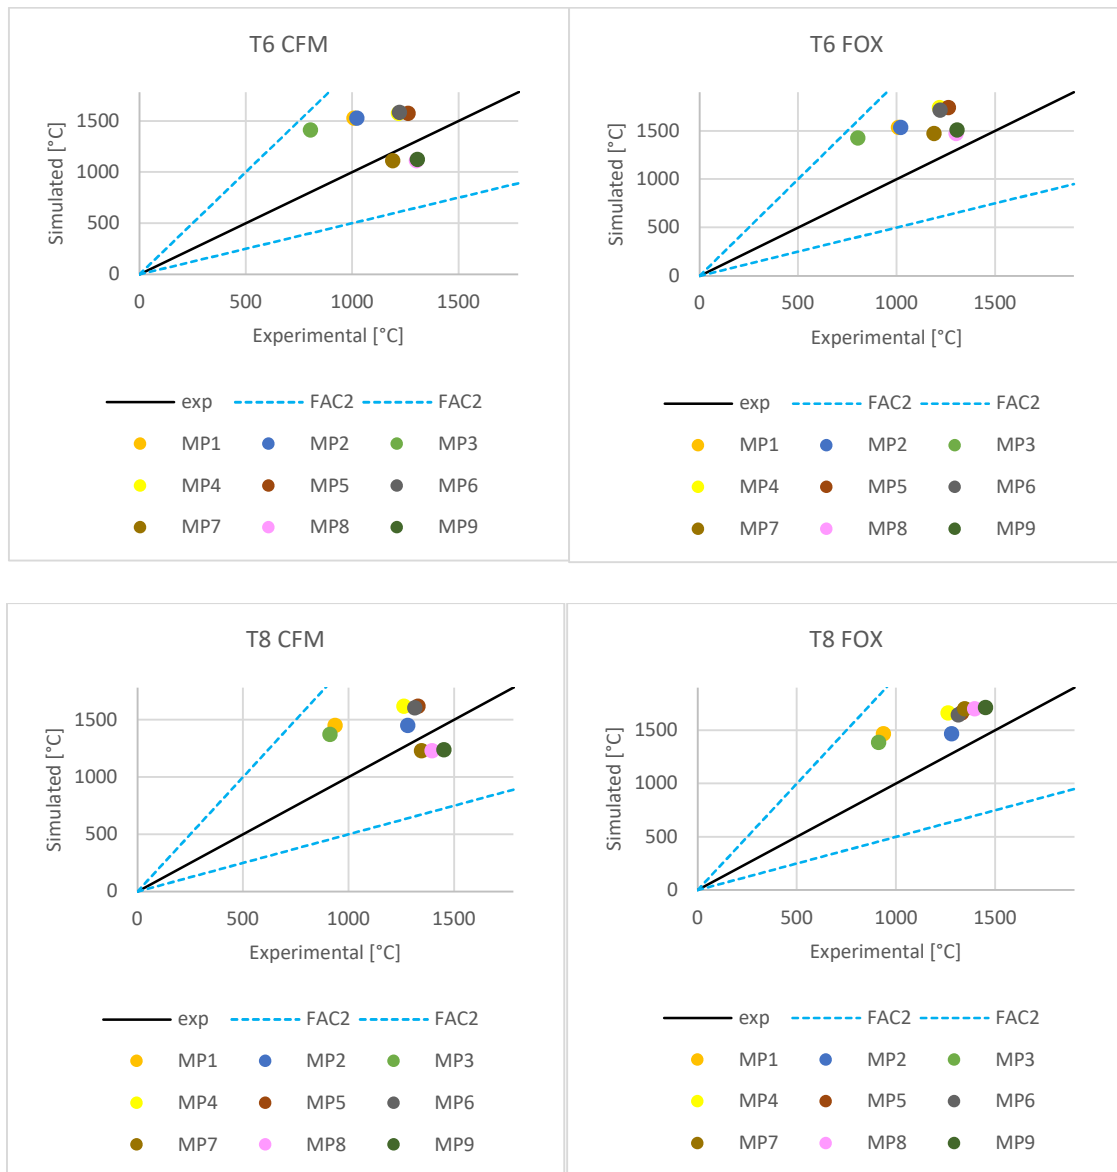 T6 CFM
Simulated [°C]
1500
1000
500
0
0 500 1000 1500
Experimental [°C]
exp FAC2 FAC2
MP1 MP2 MP3
MP4 MP5 MP6
MP7 MP8 MP9
T6 FOX
Simulated [°C]
1500
1000
500
0
0 500 1000 1500
Experimental [°C]
exp FAC2 FAC2
MP1 MP2 MP3
MP4 MP5 MP6
MP7 MP8 MP9
T8 CFM
Simulated [°C]
1500
1000
500
0
0 500 1000 1500
Experimental [°C]
exp FAC2 FAC2
MP1 MP2 MP3
MP4 MP5 MP6
MP7 MP8 MP9
T8 FOX
Simulated [°C]
1500
1000
500
0
0 500 1000 1500
Experimental [°C]
exp FAC2 FAC2
MP1 MP2 MP3
MP4 MP5 MP6
MP7 MP8 MP9